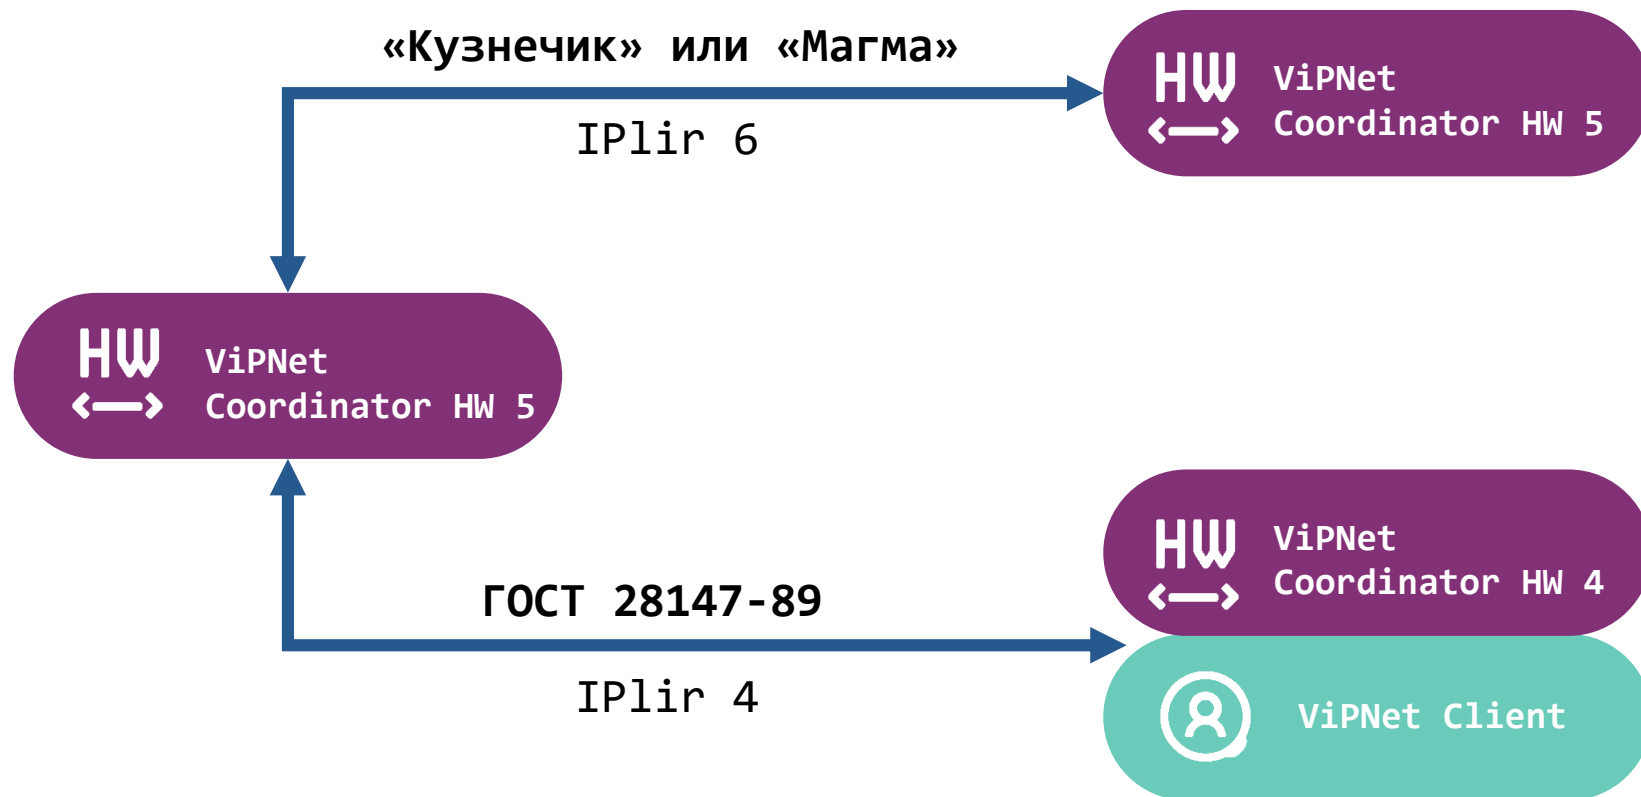 «Кузнечик» или «Магма»
IPlir 6
HW
ViPNet
Coordinator HW 5
HW
ViPNet
Coordinator HW 5
ГОСТ 28147-89
IPlir 4
HW
ViPNet
Coordinator HW 4
ViPNet Client